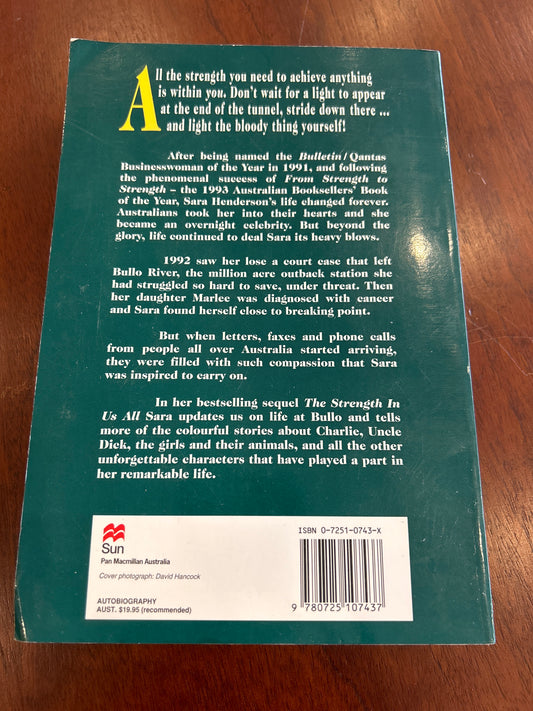 All the strength you need to achieve anything
is within you. Don't wait for a light to appear
at the end of the tunnel, stride down there ...
and light the bloody thing yourself!
After being named the Bulletin/Qantas
Businesswoman of the Year in 1991, and following
the phenomenal success of From Strength to
Strength – the 1993 Australian Booksellers' Book
of the Year, Sara Henderson's life changed forever.
Australians took her into their hearts and she
became an overnight celebrity. But beyond the
glory, life continued to deal Sara its heavy blows.
1992 saw her lose a court case that left
Bullo River, the million acre outback station she
had struggled so hard to save, under threat. Then
her daughter Marlee was diagnosed with cancer
and Sara found herself close to breaking point.
But when letters, faxes and phone calls
from people all over Australia started arriving,
they were filled with such compassion that Sara
was inspired to carry on.
In her bestselling sequel The Strength In
Us All Sara updates us on life at Bullo and tells
more of the colourful stories about Charlie, Uncle
Dick, the girls and their animals, and all the other
unforgettable characters that have played a part in
her remarkable life.
Sun
Pan Macmillan Australia
Cover photograph: David Hancock
AUTOBIOGRAPHY
AUST. $19.95 (recommended)
ISBN 0-7251-0743-X
9 780725 107437